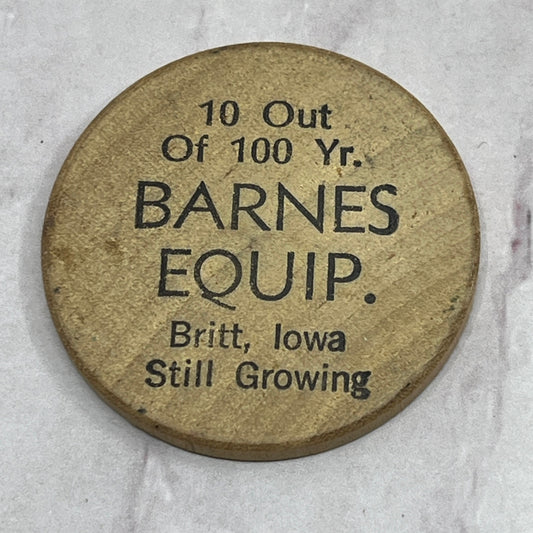 10 Out
Of 100 Yr.
BARNES
EQUIP.
Britt, Iowa
Still Growing